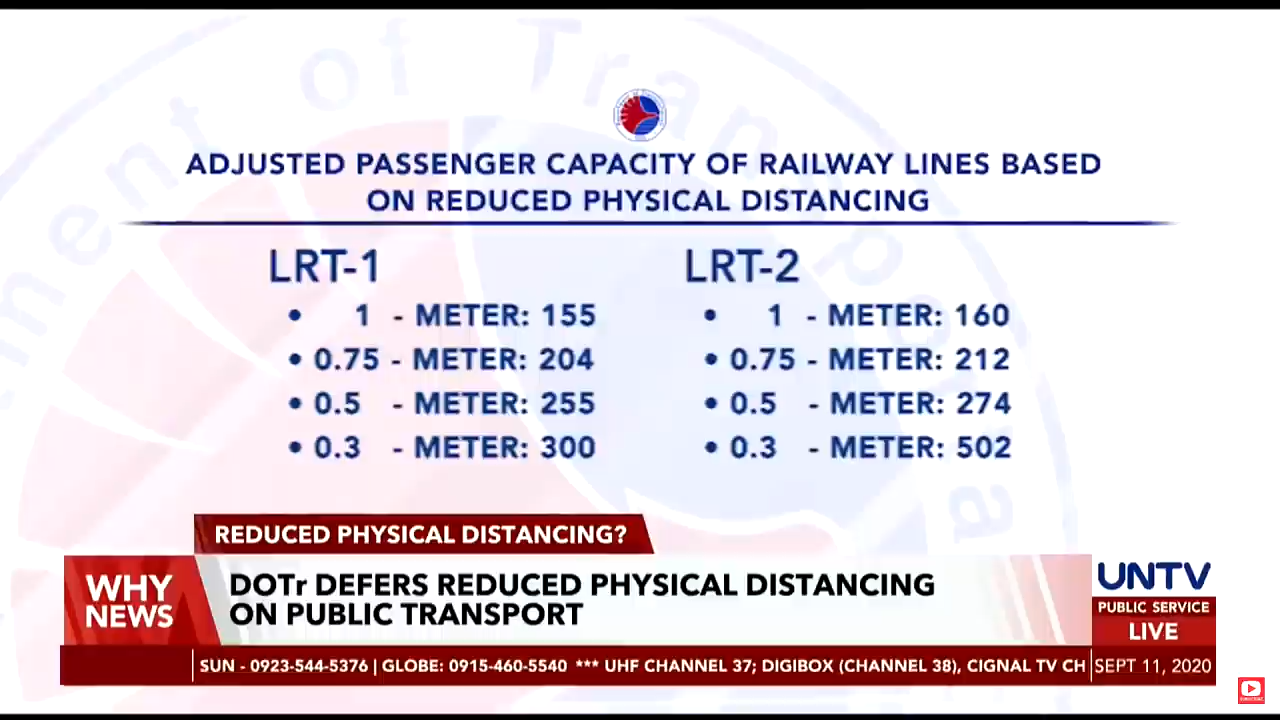 ADJUSTED PASSENGER CAPACITY OF RAILWAY LINES BASED
ON REDUCED PHYSICAL DISTANCING
LRT-1
• 1 - METER: 155
• 0.75 - METER: 204
• 0.5 - METER: 255
• 0.3 - METER: 300
LRT-2
• 1 - METER: 160
• 0.75 - METER: 212
• 0.5 - METER: 274
• 0.3 - METER: 502
REDUCED PHYSICAL DISTANCING?
WHY
NEWS
DOTr DEFERS REDUCED PHYSICAL DISTANCING
ON PUBLIC TRANSPORT
UNTV
PUBLIC SERVICE
LIVE
SUN - 0923-544-5376 | GLOBE: 0915-460-5540 *** UHF CHANNEL 37; DIGIBOX (CHANNEL 38), CIGNAL TV CH
SEPT 11, 2020